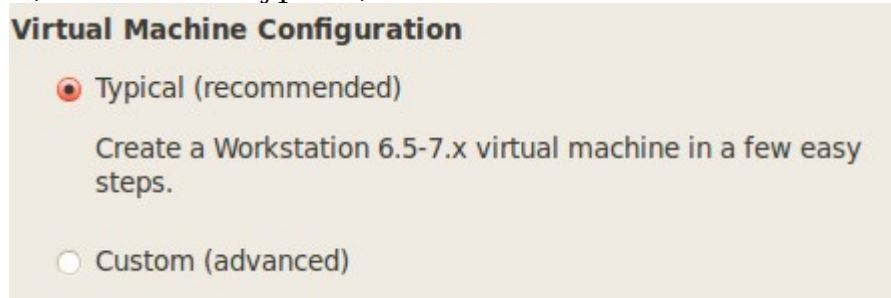 Virtual Machine Configuration
Typical (recommended)
Create a Workstation 6.5-7.x virtual machine in a few easy
steps.
Custom (advanced)